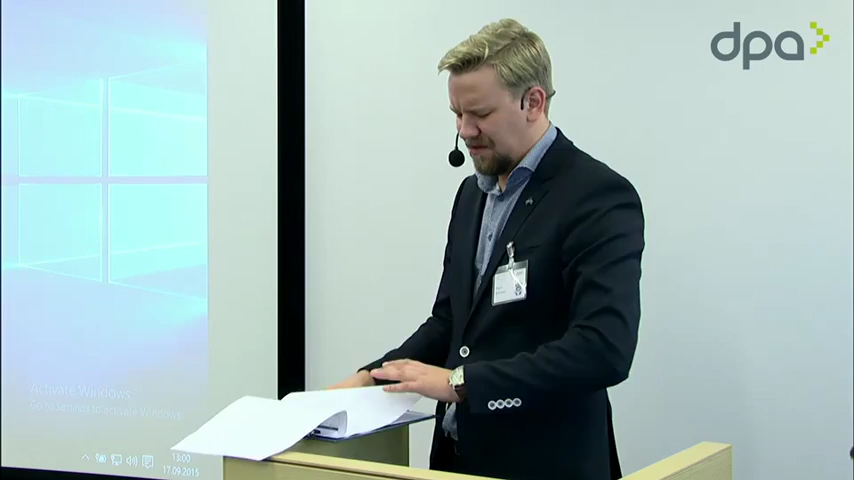 dpa
Activate Windows
Go to Settings to activate Windows.
13:00
17.09.2015